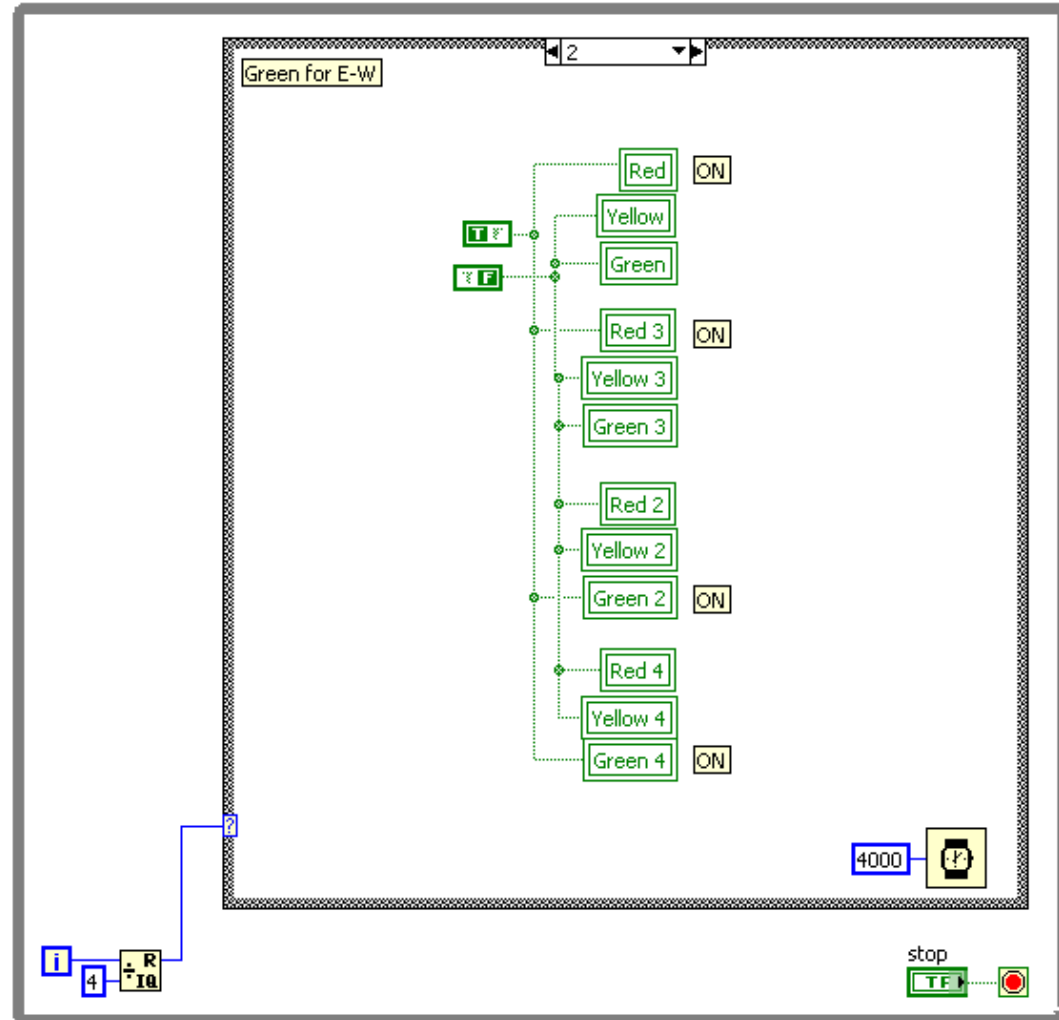 2
Green for E-W
Red ON
Yellow
T
Green
F
Red 3 ON
Yellow 3
Green 3
Red 2
Yellow 2
Green 2 ON
Red 4
Yellow 4
Green 4 ON
?
4000
i
R
IQ
4
stop
TF